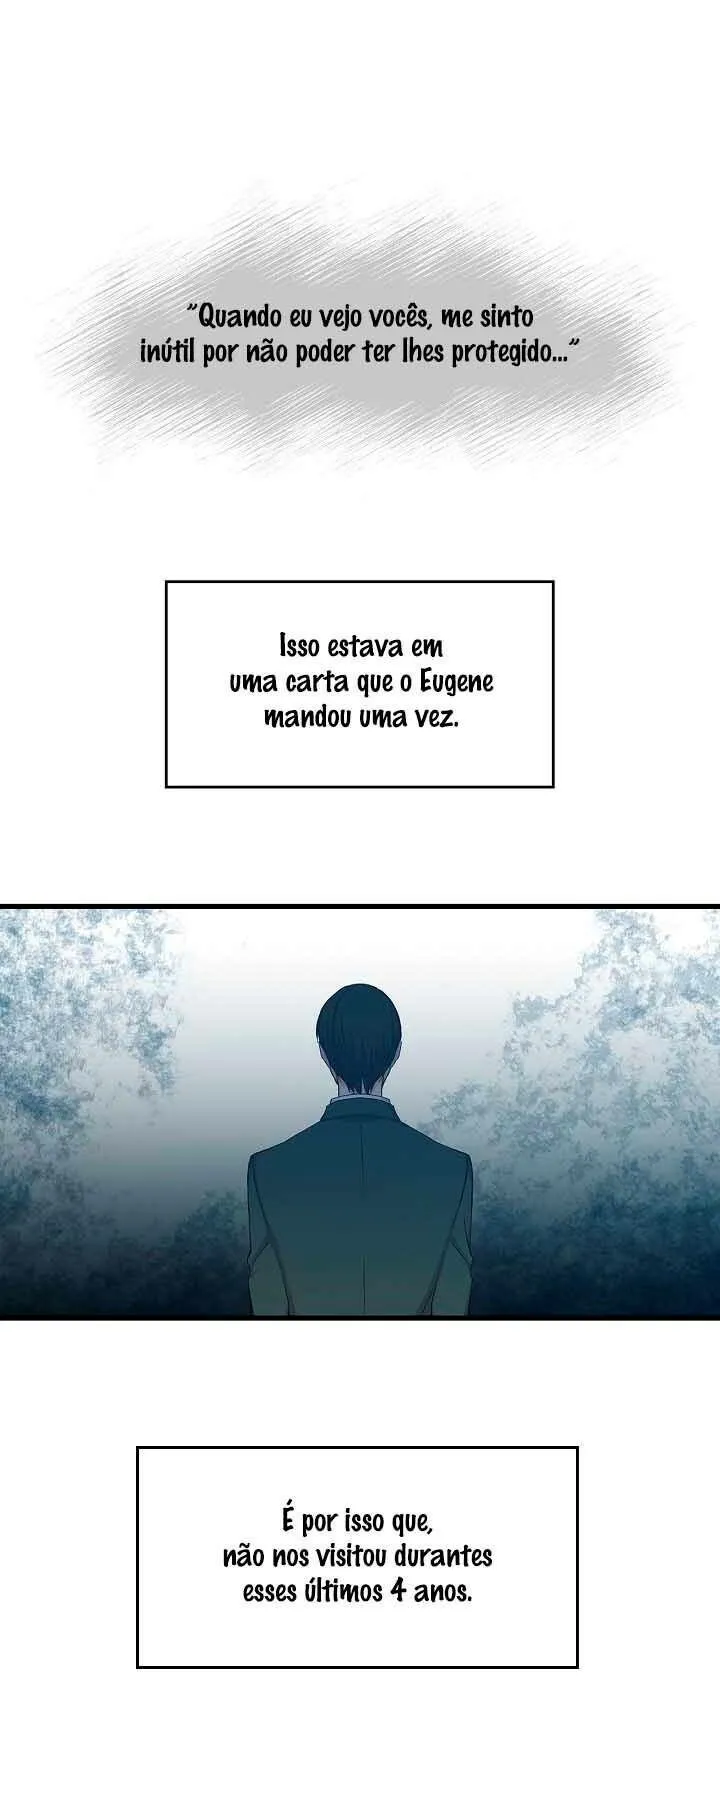 "Quando eu vejo vocês, me sinto
inútil por não poder ter lhes protegido..."
Isso estava em
uma carta que o Eugene
mandou uma vez.
É por isso que,
não nos visitou durantes
esses últimos 4 anos.